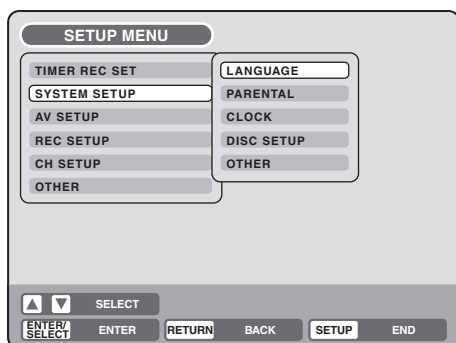 SETUP MENU
TIMER REC SET
SYSTEM SETUP
AV SETUP
REC SETUP
CH SETUP
OTHER
LANGUAGE
PARENTAL
CLOCK
DISC SETUP
OTHER
SELECT
ENTER/SELECT ENTER RETURN BACK SETUP END